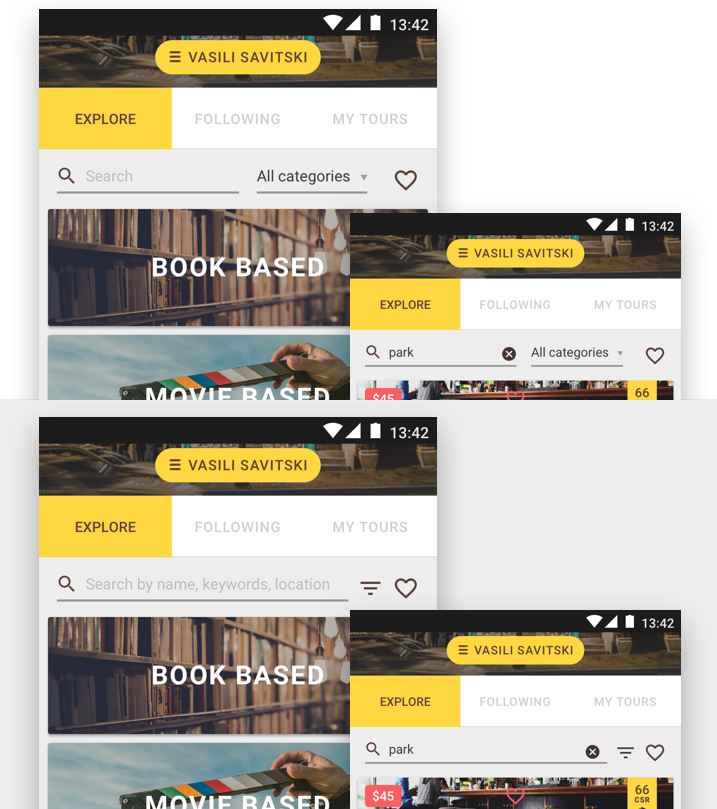 13:42
☰ VASILI SAVITSKI
EXPLORE FOLLOWING MY TOURS
Search All categories
BOOK BASED
MOVIE BASED
13:42
☰ VASILI SAVITSKI
EXPLORE FOLLOWING MY TOURS
park All categories
$45 66
13:42
☰ VASILI SAVITSKI
EXPLORE FOLLOWING MY TOURS
Search by name, keywords, location
BOOK BASED
MOVIE BASED
13:42
☰ VASILI SAVITSKI
EXPLORE FOLLOWING MY TOURS
park
$45 66
CSR